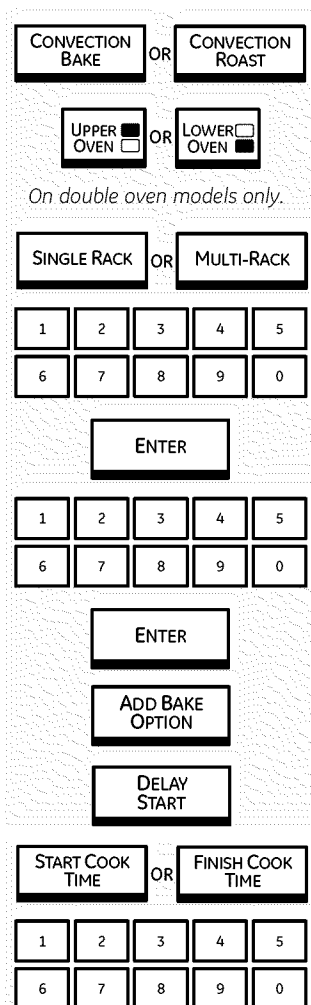 CONVECTION BAKE OR CONVECTION ROAST
UPPER OVEN OR LOWER OVEN
On double oven models only.
SINGLE RACK OR MULTI-RACK
1 2 3 4 5
6 7 8 9 0
ENTER
1 2 3 4 5
6 7 8 9 0
ENTER
ADD BAKE
OPTION
DELAY
START
START COOK TIME OR FINISH COOK TIME
1 2 3 4 5
6 7 8 9 0